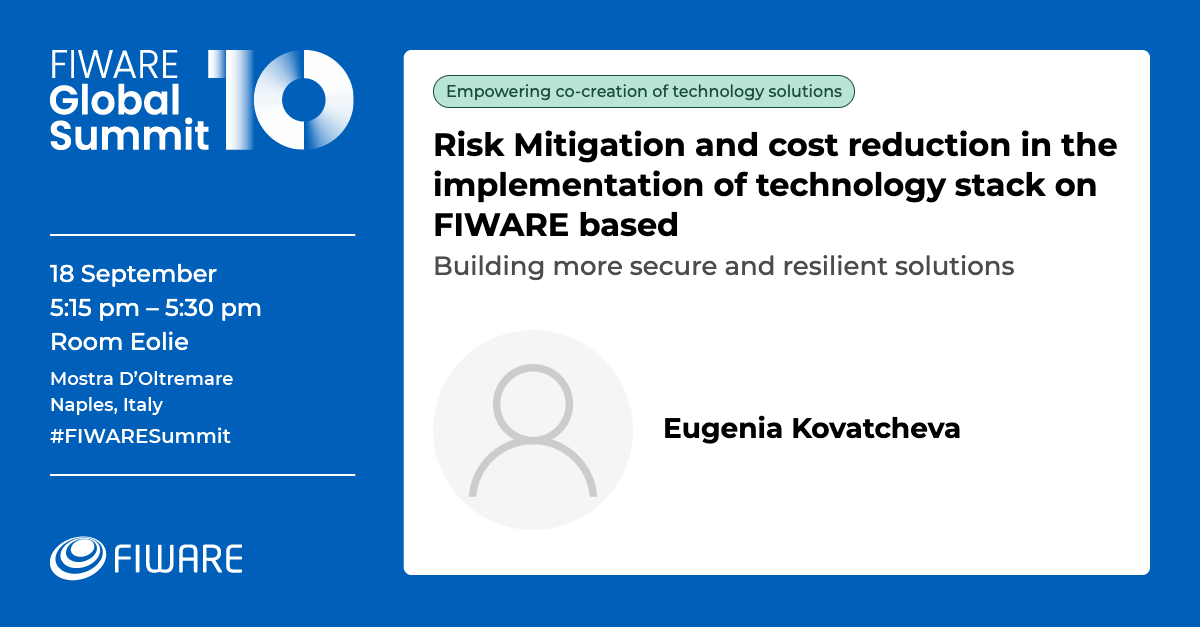 FIWARE
Global
Summit
10
18 September
5:15 pm – 5:30 pm
Room Eolie
Mostra D’Oltremare
Naples, Italy
#FIWARESummit
FIWARE
Empowering co-creation of technology solutions
Risk Mitigation and cost reduction in the
implementation of technology stack on
FIWARE based
Building more secure and resilient solutions
Eugenia Kovatcheva